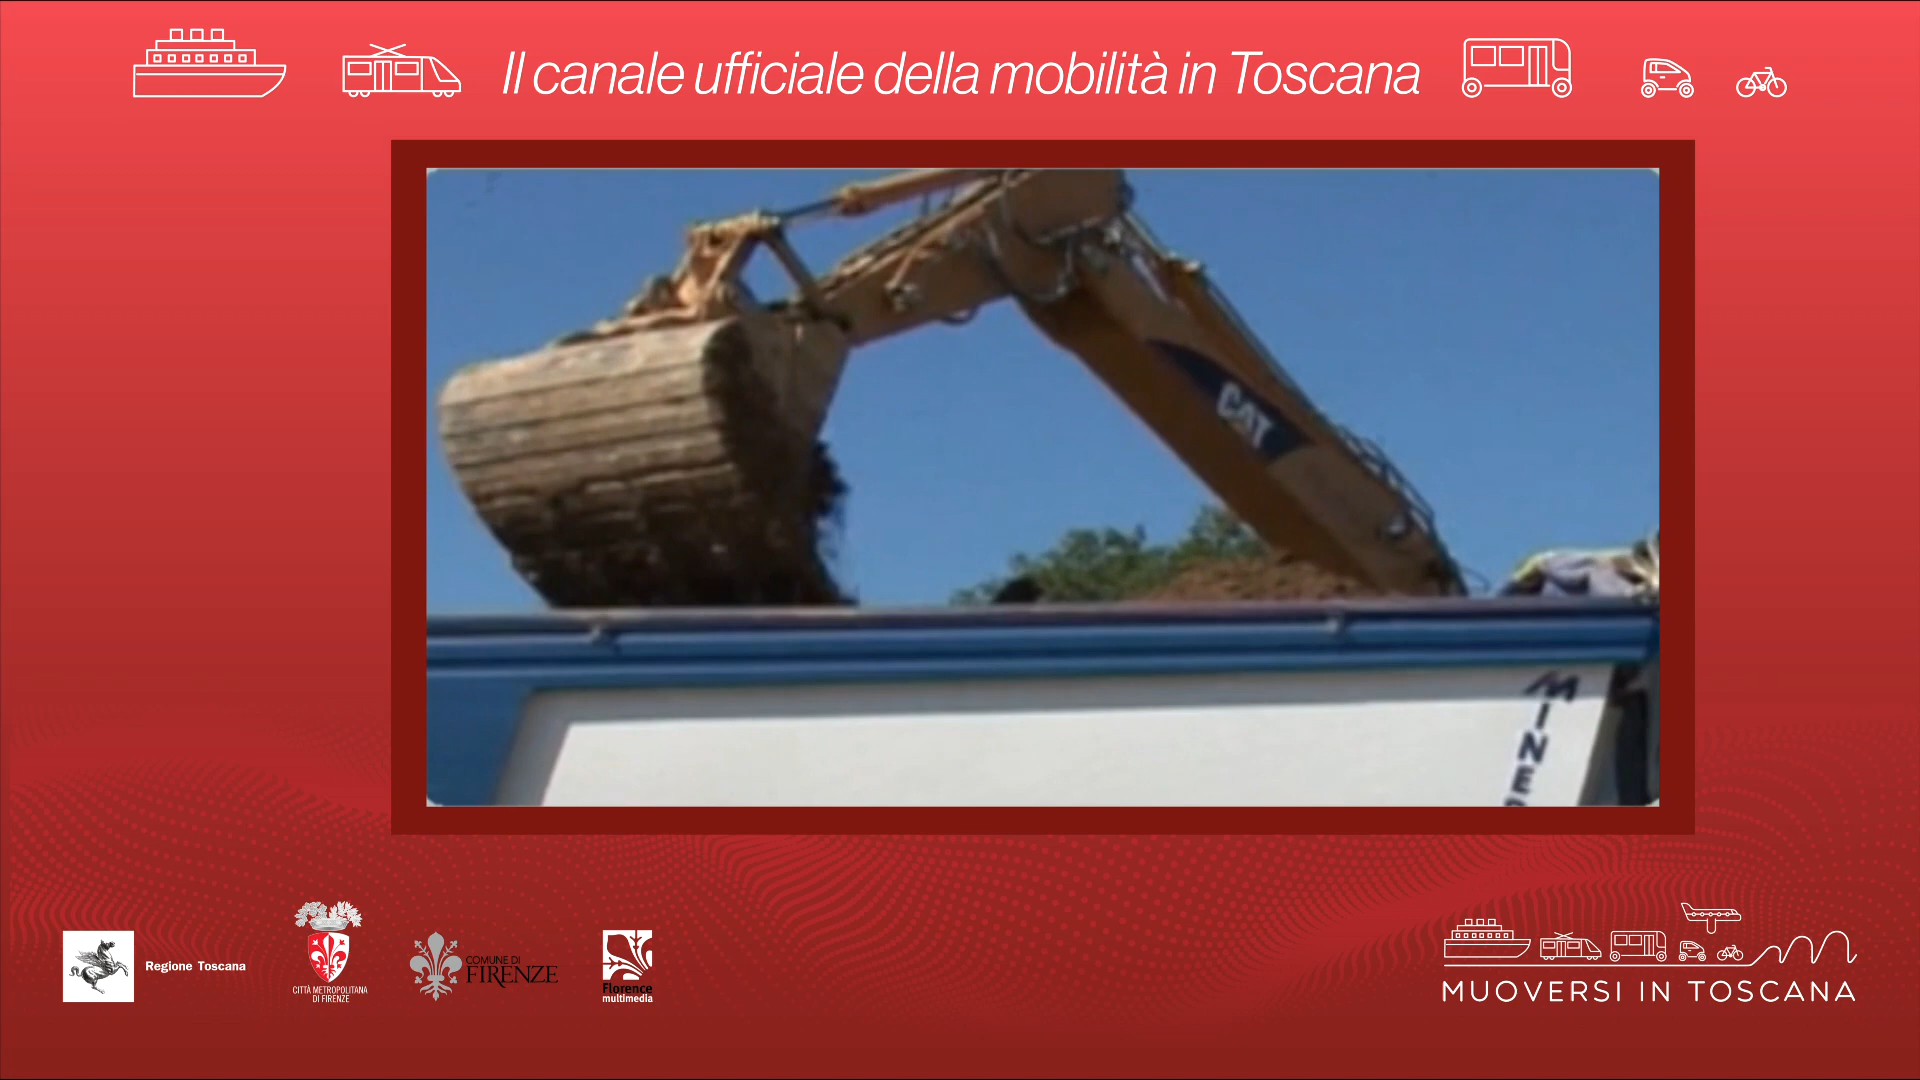 Il canale ufficiale della mobilità in Toscana
CAT
MINE
Regione Toscana
CITTÀ METROPOLITANA
DI FIRENZE
COMUNE DI
FIRENZE
Florence
multimedia
MUOVERSI IN TOSCANA